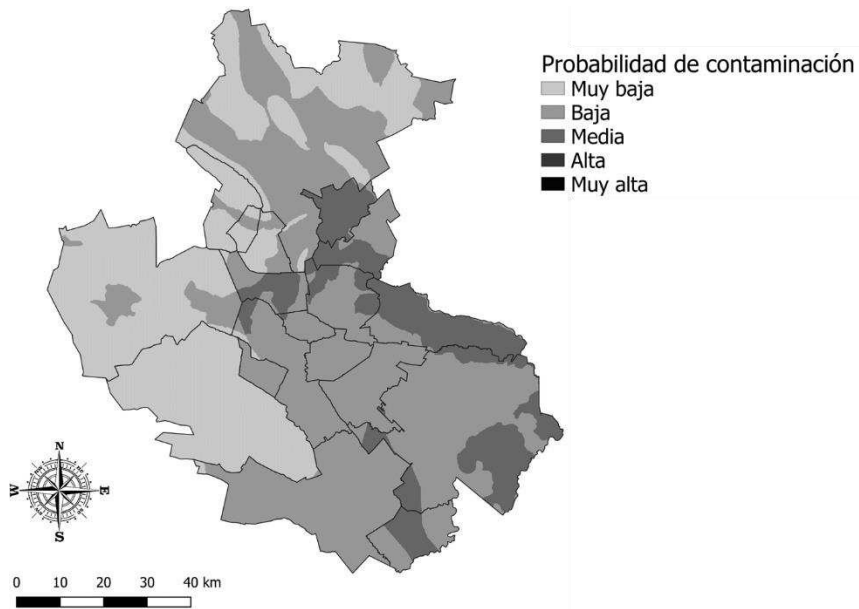 Probabilidad de contaminación
Muy baja
Baja
Media
Alta
Muy alta
N
W E
S
0 10 20 30 40 km